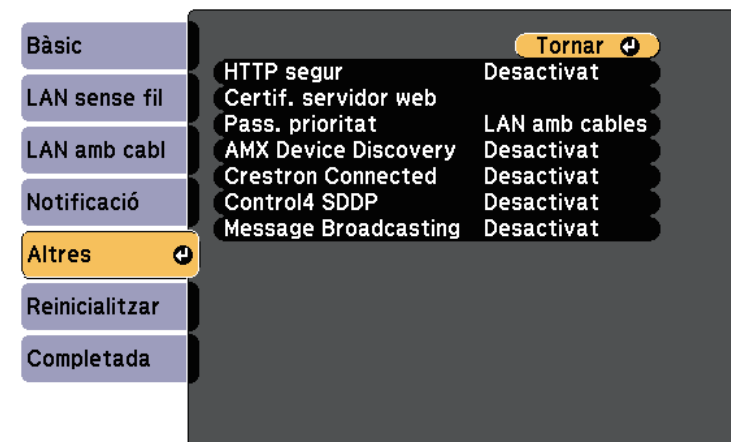 Bàsic
LAN sense fil
LAN amb cabl
Notificació
Altres
Reinicialitzar
Completada
Tornar
HTTP segur Desactivat
Certif. servidor web
Pass. prioritat LAN amb cables
AMX Device Discovery Desactivat
Crestron Connected Desactivat
Control4 SDDP Desactivat
Message Broadcasting Desactivat